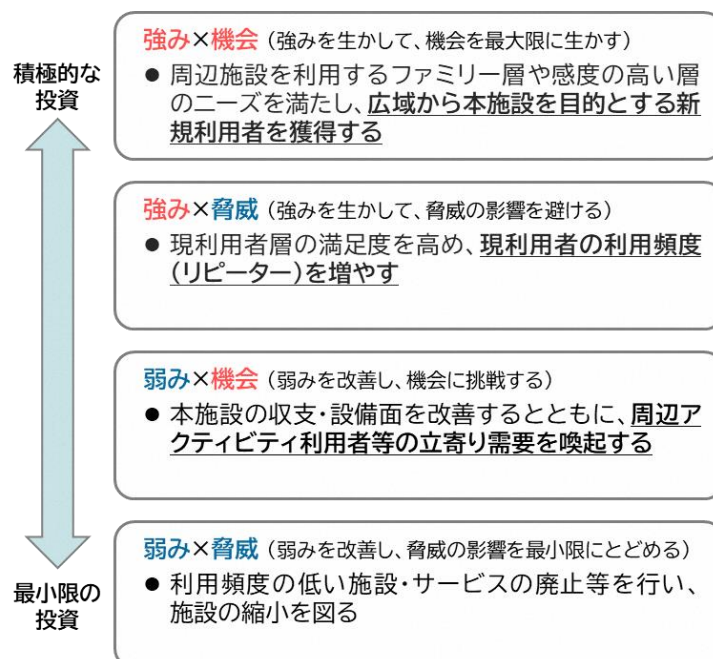 積極的な
投資
強み×機会（強みを生かして、機会を最大限に生かす）
● 周辺施設を利用するファミリー層や感度の高い層
のニーズを満たし、広域から本施設を目的とする新
規利用者を獲得する
強み×脅威（強みを生かして、脅威の影響を避ける）
● 現利用者層の満足度を高め、現利用者の利用頻度
（リピーター）を増やす
弱み×機会（弱みを改善し、機会に挑戦する）
● 本施設の収支・設備面を改善するとともに、周辺ア
クティビティ利用者等の立寄り需要を喚起する
弱み×脅威（弱みを改善し、脅威の影響を最小限にとどめる）
● 利用頻度の低い施設・サービスの廃止等を行い、
施設の縮小を図る
最小限の
投資